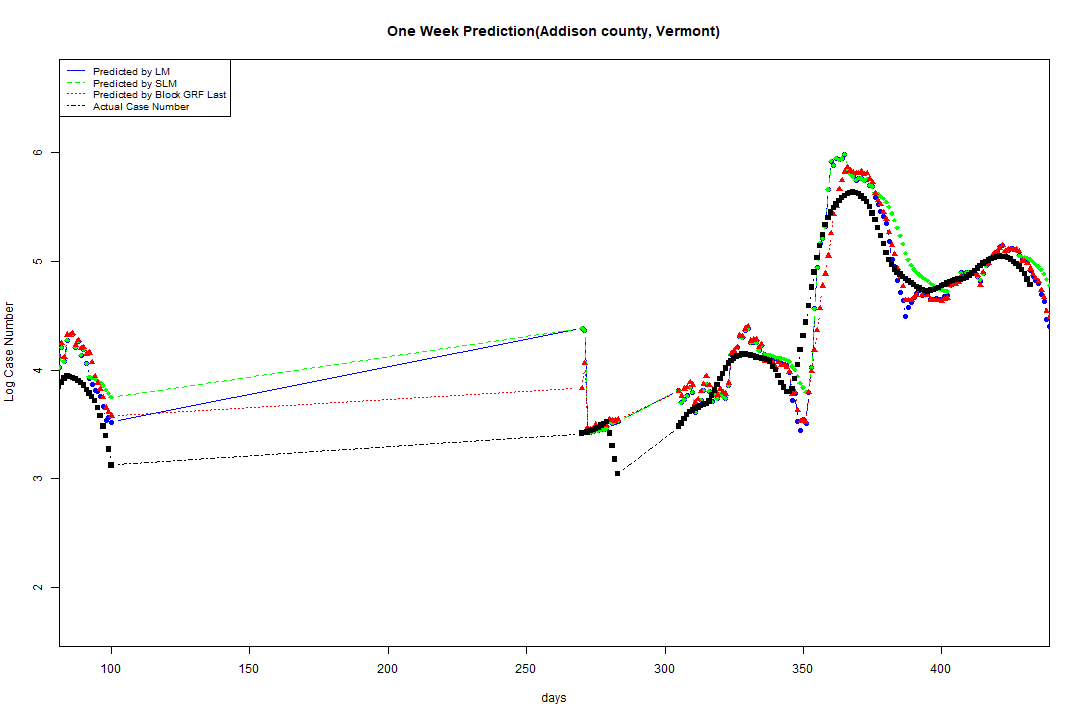 One Week Prediction(Addison county, Vermont)
Predicted by LM
Predicted by SLM
Predicted by Block GRF Last
Actual Case Number
6
5
4
3
2
Log Case Number
100
150
200
250
300
350
400
days